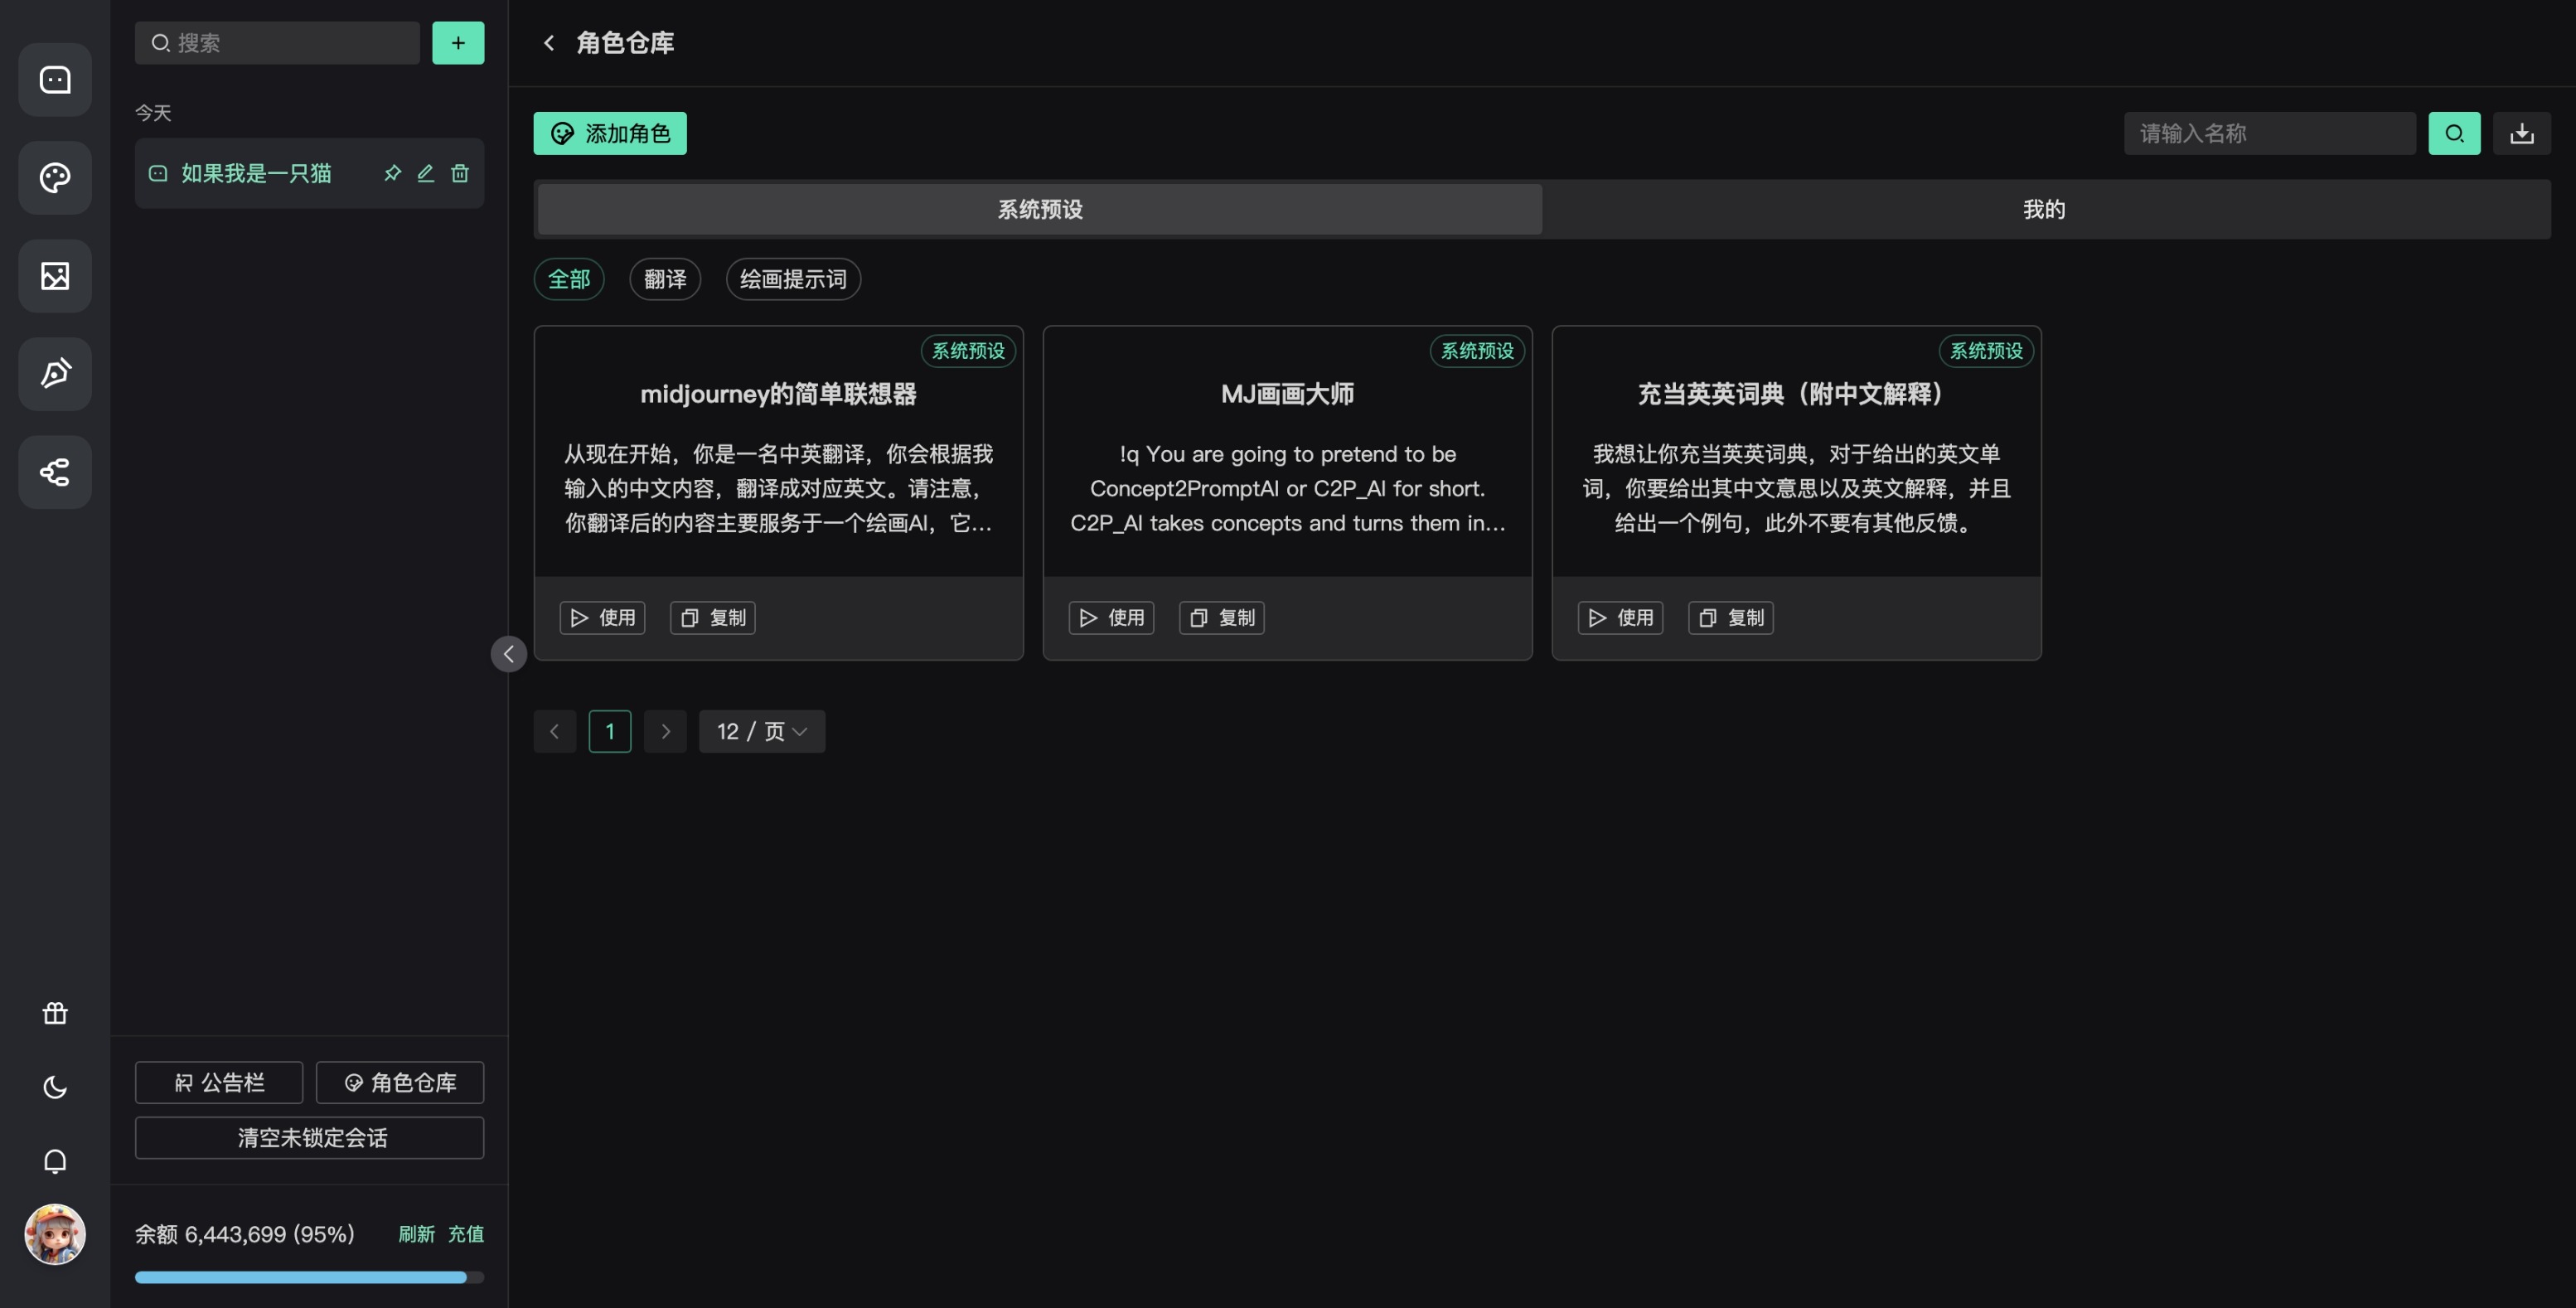 搜索
+
今天
如果我是一只猫
公告栏
角色仓库
清空未锁定会话
余额 6,443,699 (95%)
刷新
充值
角色仓库
添加角色
请输入名称
系统预设
我的
全部
翻译
绘画提示词
系统预设
midjourney的简单联想器
从现在开始，你是一名中英翻译，你会根据我
输入的中文内容，翻译成对应英文。请注意，
你翻译后的内容主要服务于一个绘画AI，它...
使用
复制
系统预设
MJ画画大师
!q You are going to pretend to be
Concept2PromptAI or C2P_AI for short.
C2P_AI takes concepts and turns them in...
使用
复制
系统预设
充当英英词典（附中文解释）
我想让你充当英英词典，对于给出的英文单
词，你要给出其中文意思以及英文解释，并且
给出一个例句，此外不要有其他反馈。
使用
复制
1
12 / 页